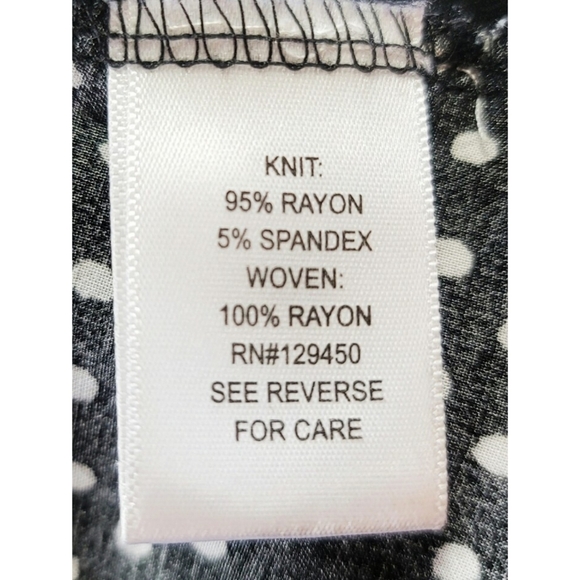 KNIT:
95% RAYON
5% SPANDEX
WOVEN:
100% RAYON
RN#129450
SEE REVERSE
FOR CARE